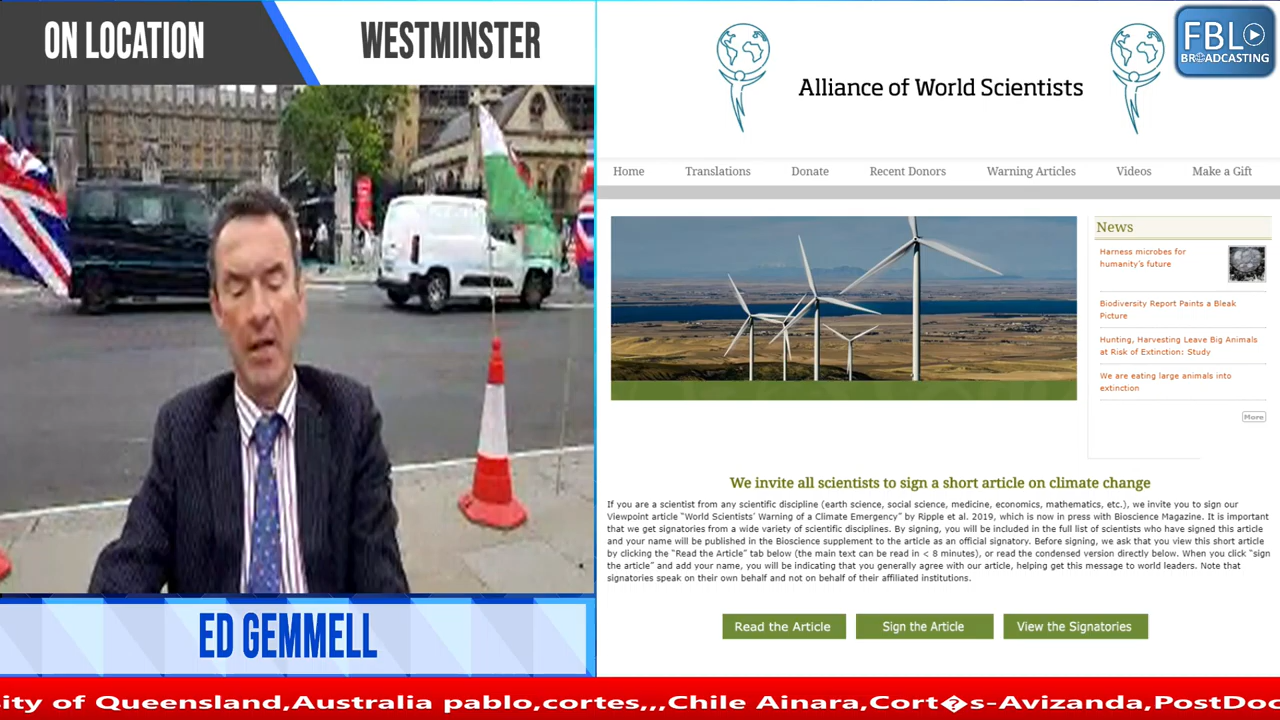 ON LOCATION
WESTMINSTER
FBL
BROADCASTING
Alliance of World Scientists
Home Translations Donate Recent Donors Warning Articles Videos Make a Gift
News
Harness microbes for
humanity's future
Biodiversity Report Paints a Bleak
Picture
Hunting, Harvesting Leave Big Animals
at Risk of Extinction: Study
We are eating large animals into
extinction
More
We invite all scientists to sign a short article on climate change
If you are a scientist from any scientific discipline (earth science, social science, medicine, economics, mathematics, etc.), we invite you to sign our
Viewpoint article "World Scientists' Warning of a Climate Emergency" by Ripple et al. 2019, which is now in press with Bioscience Magazine. It is important
that we get signatories from a wide variety of scientific disciplines. By signing, you will be included in the full list of scientists who have signed this article
and your name will be published in the Bioscience supplement to the article as an official signatory. Before signing, we ask that you view this short article
by clicking the "Read the Article" tab below (the main text can be read in < 8 minutes), or read the condensed version directly below. When you click "sign
the article" and add your name, you will be indicating that you generally agree with our article, helping get this message to world leaders. Note that
signatories speak on their own behalf and not on behalf of their affiliated institutions.
Read the Article Sign the Article View the Signatories
ED GEMMELL
sity of Queensland,Australia pablo,cortes,,,Chile Ainara,Cort�s-Avizanda,PostDoc